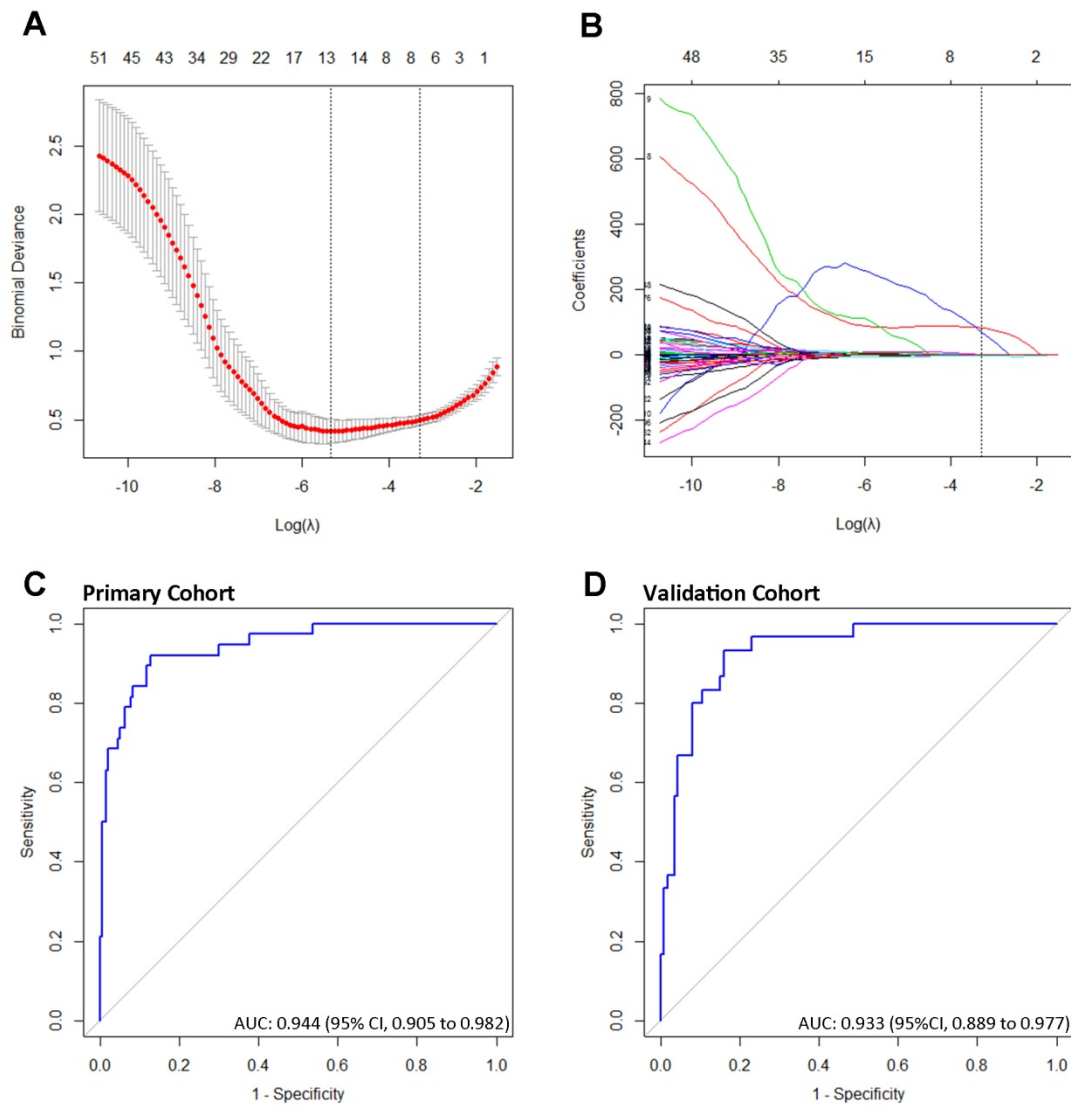 A
51 45 43 34 29 22 17 13 14 8 8 6 3 1
Binomial Deviance
2.5
2.0
1.5
1.0
0.5
-10 -8 -6 -4 -2
Log(λ)
B
48 35 15 8 2
Coefficients
800
600
400
200
0
-200
9
-10 -8 -6 -4 -2
Log(λ)
C Primary Cohort
Sensitivity
1.0
0.8
0.6
0.4
0.2
0.0
AUC: 0.944 (95% CI, 0.905 to 0.982)
0.0 0.2 0.4 0.6 0.8 1.0
1 - Specificity
D Validation Cohort
Sensitivity
1.0
0.8
0.6
0.4
0.2
0.0
AUC: 0.933 (95%CI, 0.889 to 0.977)
0.0 0.2 0.4 0.6 0.8 1.0
1 - Specificity